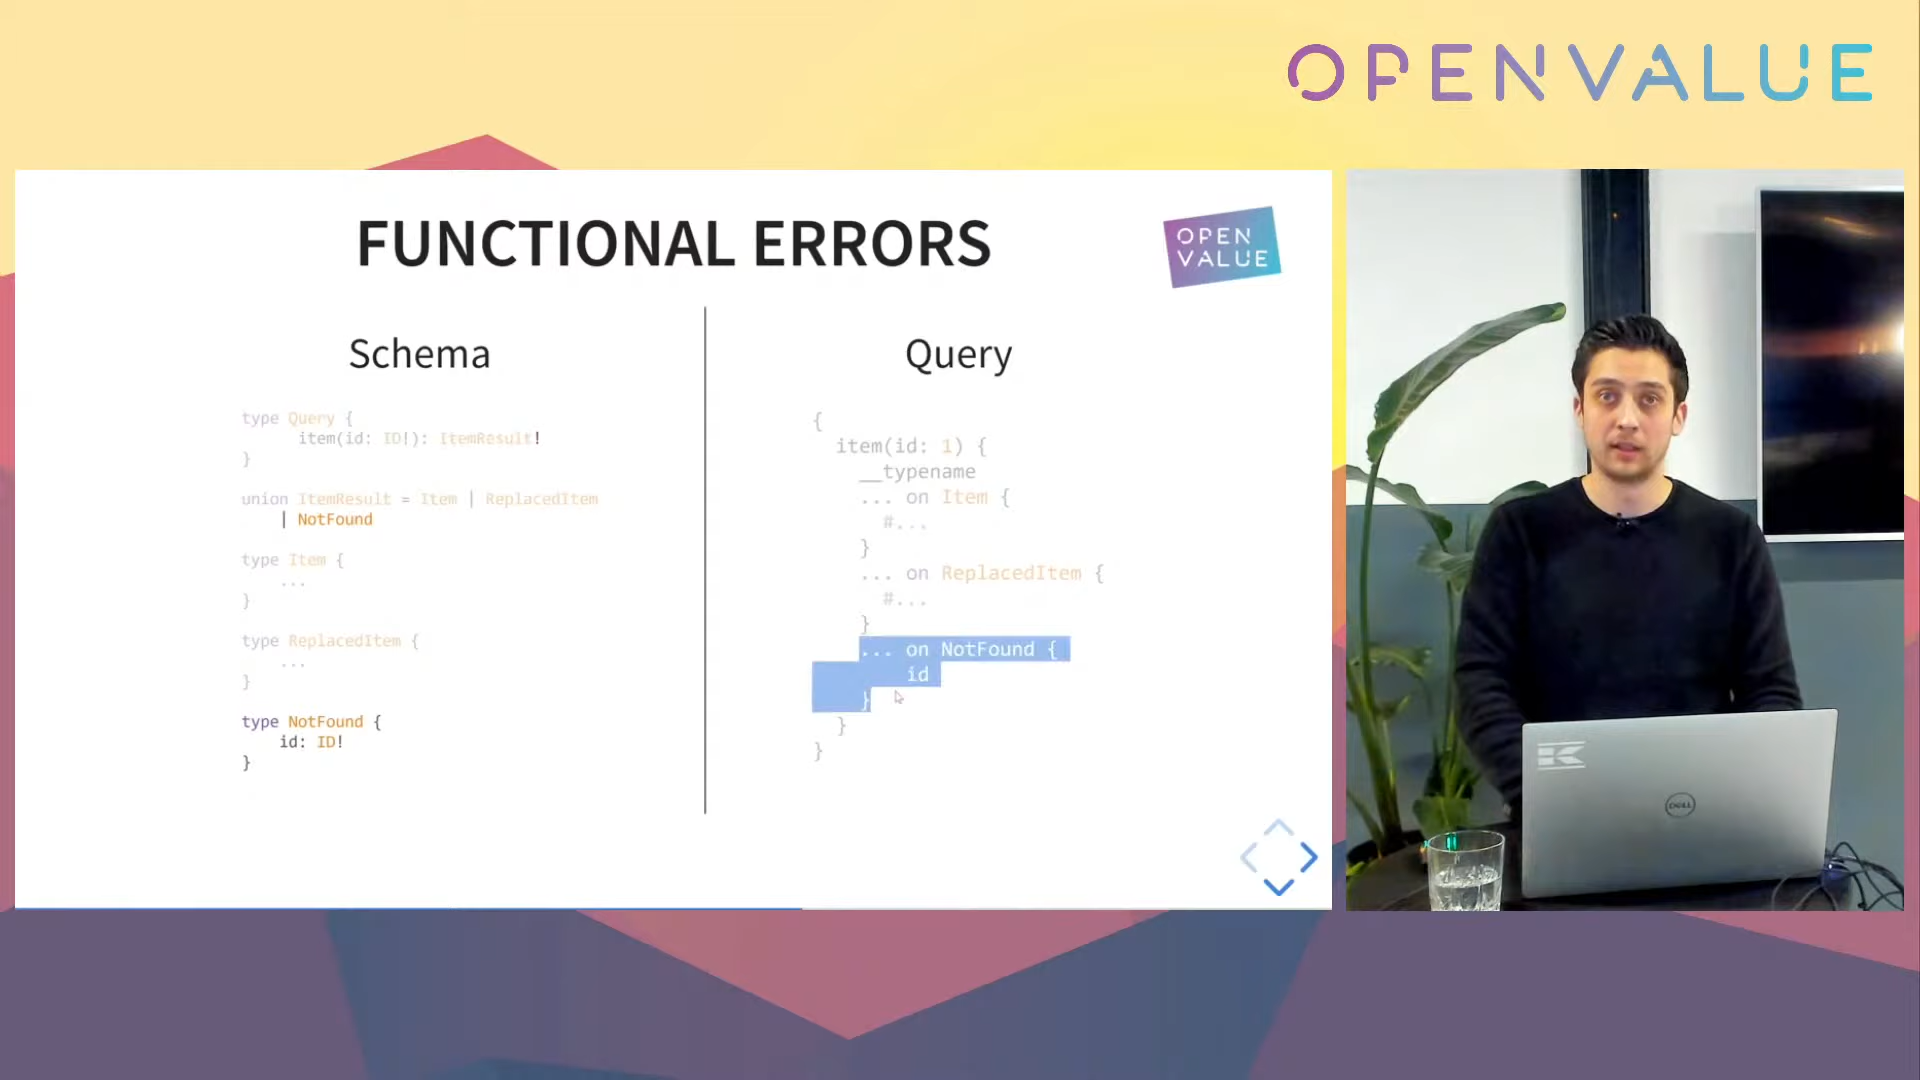 OPENVALUE
FUNCTIONAL ERRORS
OPEN
VALUE
Schema
type Query {
item(id: ID!): ItemResult!
}
union ItemResult = Item | ReplacedItem
| NotFound
type Item {
...
}
type ReplacedItem {
...
}
type NotFound {
id: ID!
}
Query
{
item(id: 1) {
__typename
... on Item {
#...
}
... on ReplacedItem {
#...
}
... on NotFound {
id
}
}
}
DELL